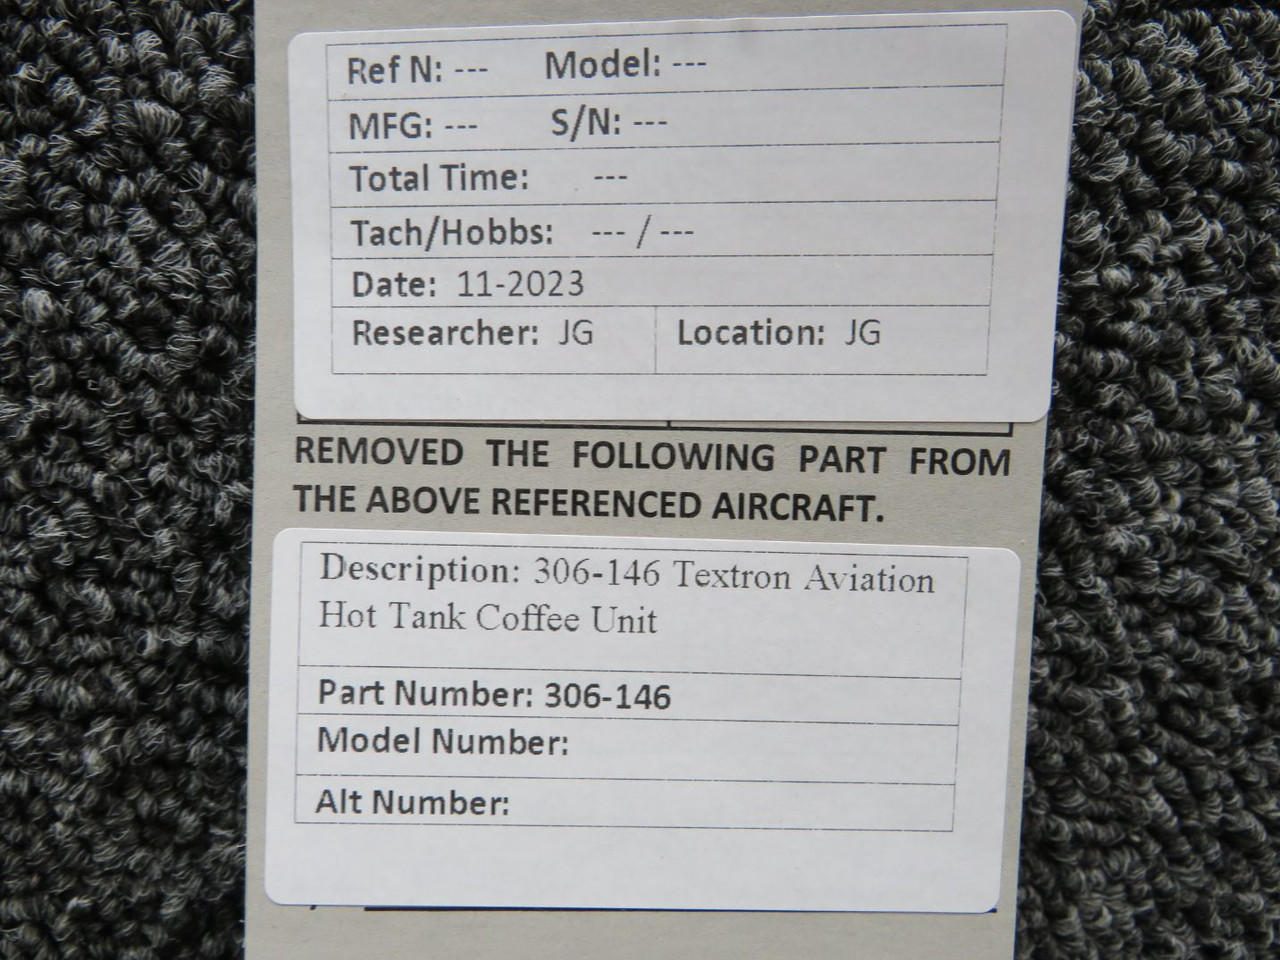 Ref N: --- Model: ---
MFG: --- S/N: ---
Total Time: ---
Tach/Hobbs: --- / ---
Date: 11-2023
Researcher: JG Location: JG
REMOVED THE FOLLOWING PART FROM
THE ABOVE REFERENCED AIRCRAFT.
Description: 306-146 Textron Aviation
Hot Tank Coffee Unit
Part Number: 306-146
Model Number:
Alt Number: